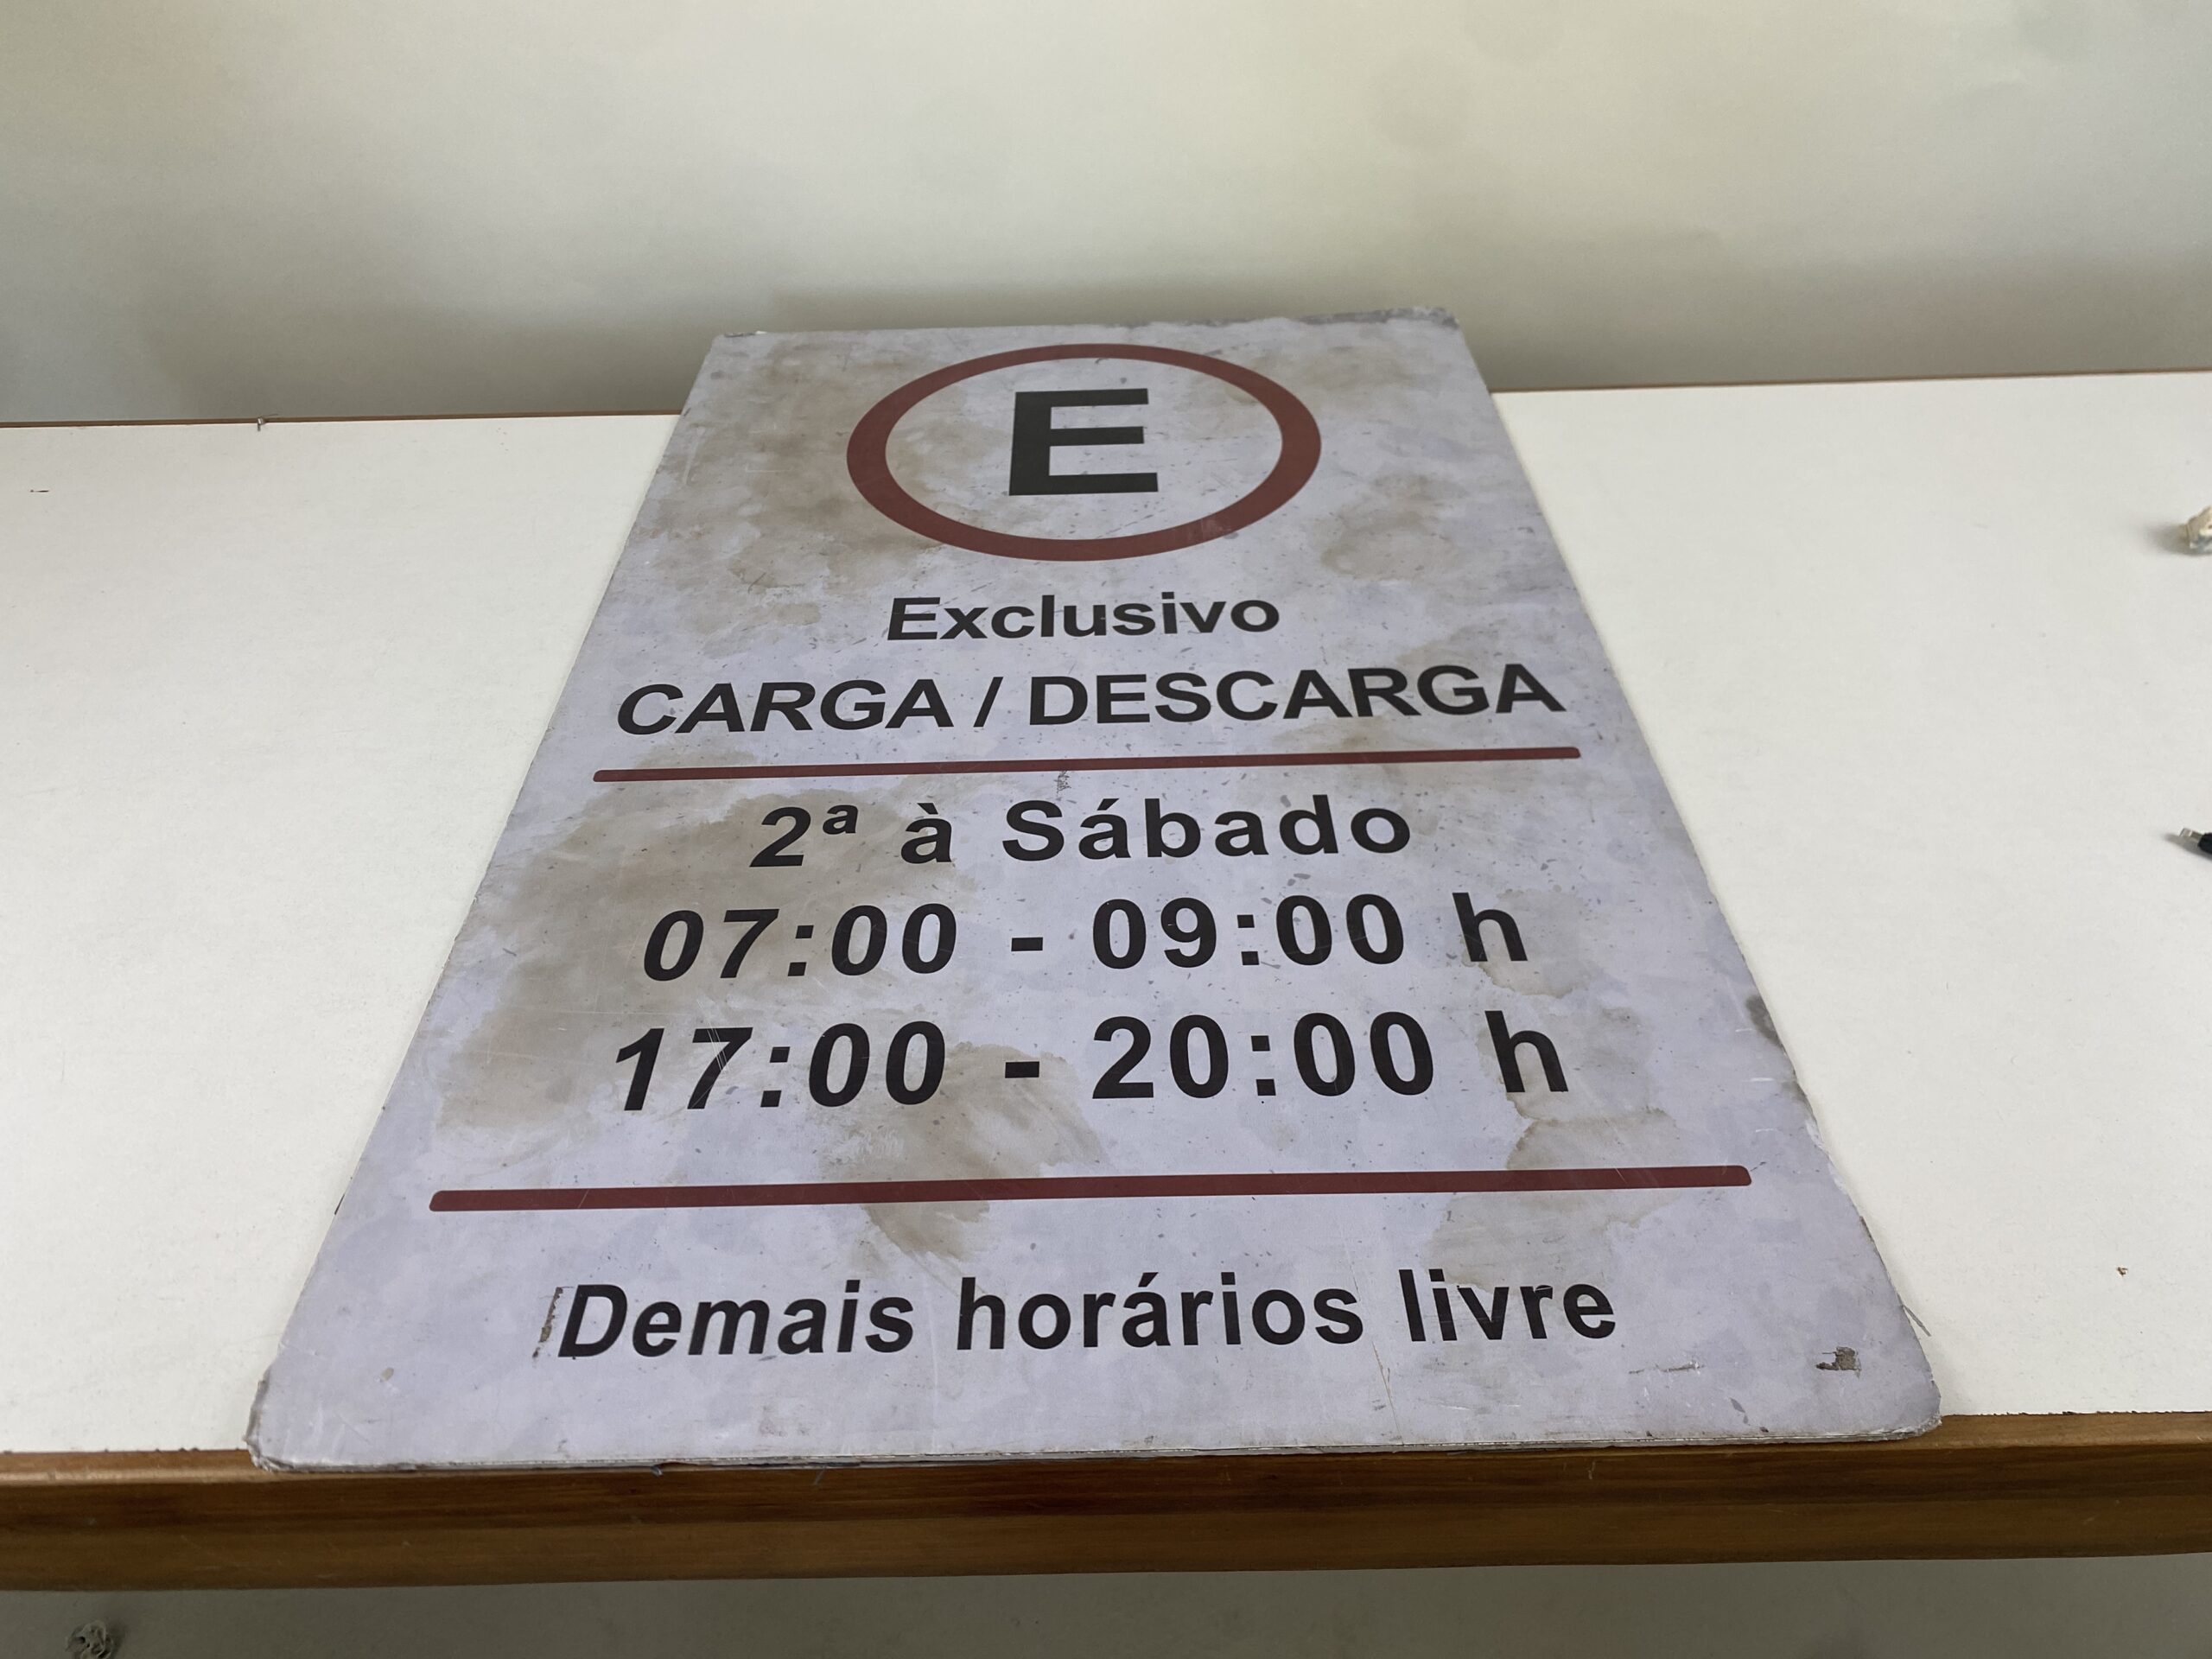 E
Exclusivo
CARGA / DESCARGA
2ª à Sábado
07:00 - 09:00 h
17:00 - 20:00 h
Demais horários livre